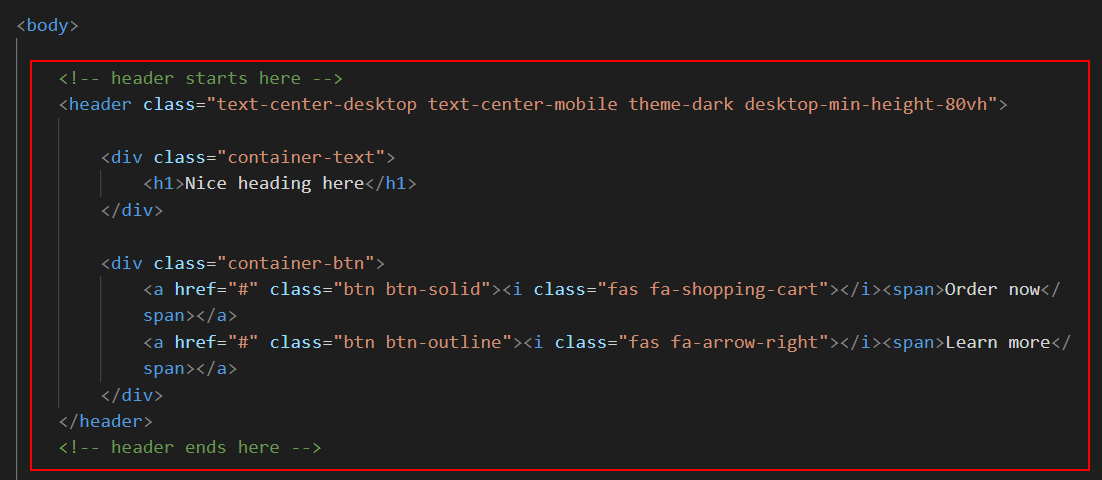 <body>
<!-- header starts here -->
<header class="text-center-desktop text-center-mobile theme-dark desktop-min-height-80vh">
<div class="container-text">
<h1>Nice heading here</h1>
</div>
<div class="container-btn">
<a href="#" class="btn btn-solid"><i class="fas fa-shopping-cart"></i><span>Order now</
span></a>
<a href="#" class="btn btn-outline"><i class="fas fa-arrow-right"></i><span>Learn more</
span></a>
</div>
</header>
<!-- header ends here -->